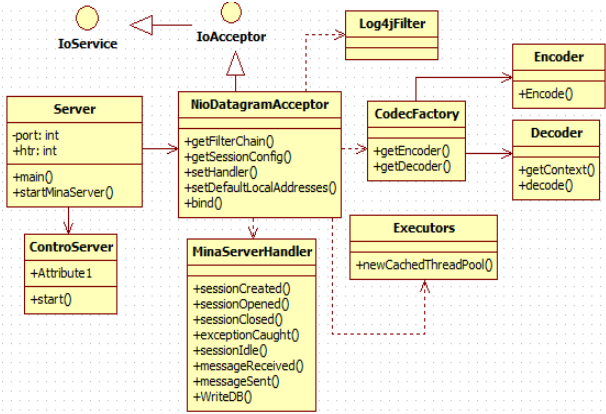 IoService
IoAcceptor
Log4jFilter
Encoder
+Encode()
Server
-port: int
+htr: int
+main()
+startMinaServer()
NioDatagramAcceptor
+getFilterChain()
+getSessionConfig()
+setHandler()
+setDefaultLocalAddresses()
+bind()
CodecFactory
+getEncoder()
+getDecoder()
Decoder
+getContext()
+decode()
ControServer
+Attribute1
+start()
MinaServerHandler
+sessionCreated()
+sessionOpened()
+sessionClosed()
+exceptionCaught()
+sessionIdle()
+messageReceived()
+messageSent()
+WriteDB()
Executors
+newCachedThreadPool()